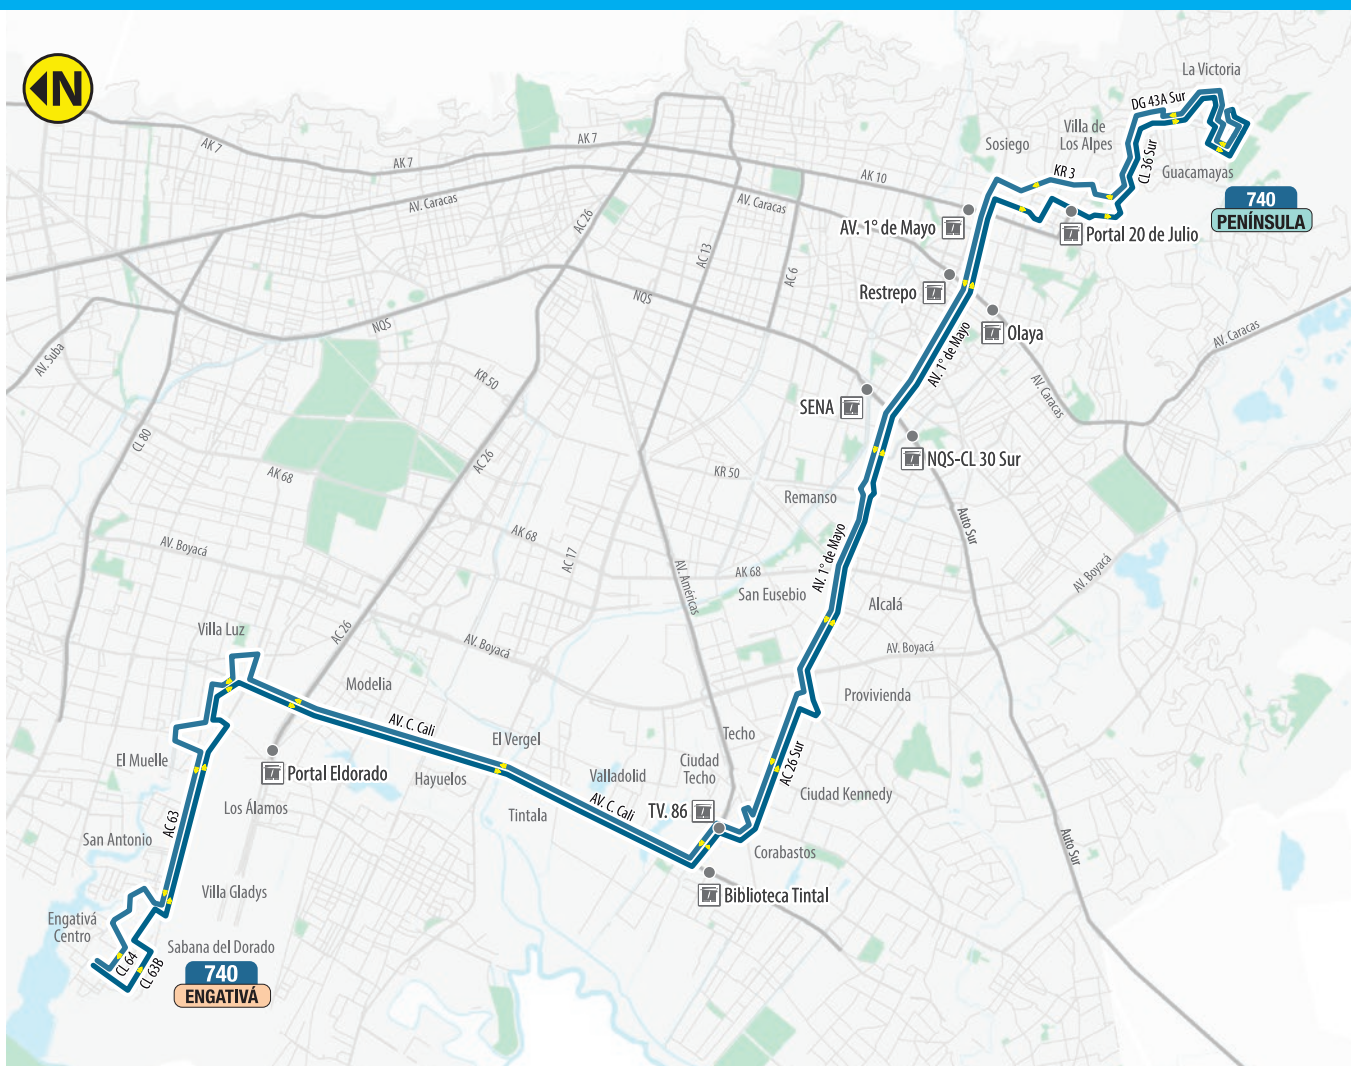 N
La Victoria
DG 43A Sur
Villa de
Los Alpes
AK 7
AK 7
AK 7
Sosiego
CL 36 Sur
KR 3
Guacamayas
AK 10
740
PENÍNSULA
AV. Caracas
AV. Caracas
AC 26
AV. 1° de Mayo
Portal 20 de Julio
AC 13
AC 6
Restrepo
NQS
NQS
Olaya
AV. Caracas
AV. Suba
AV. 1° de Mayo
KR 50
AV. Caracas
SENA
CL 80
NQS-CL 30 Sur
AK 68
AC 26
KR 50
Remanso
Auto Sur
AK 68
AV. Boyacá
AC 17
AV. 1° de Mayo
AV. Américas
AK 68
AV. Boyacá
San Eusebio
Alcalá
Villa Luz
AC 26
AV. Boyacá
AV. Boyacá
Modelia
Provivienda
AV. C. Cali
El Vergel
Techo
El Muelle
Portal Eldorado
Hayuelos
Valladolid
Ciudad
Techo
AC 26 Sur
Ciudad Kennedy
Los Álamos
Tintala
AV. C. Cali
TV. 86
AC 63
San Antonio
Corabastos
Auto Sur
Villa Gladys
Biblioteca Tintal
Engativá
Centro
Sabana del Dorado
CL 64
CL 63B
740
ENGATIVÁ